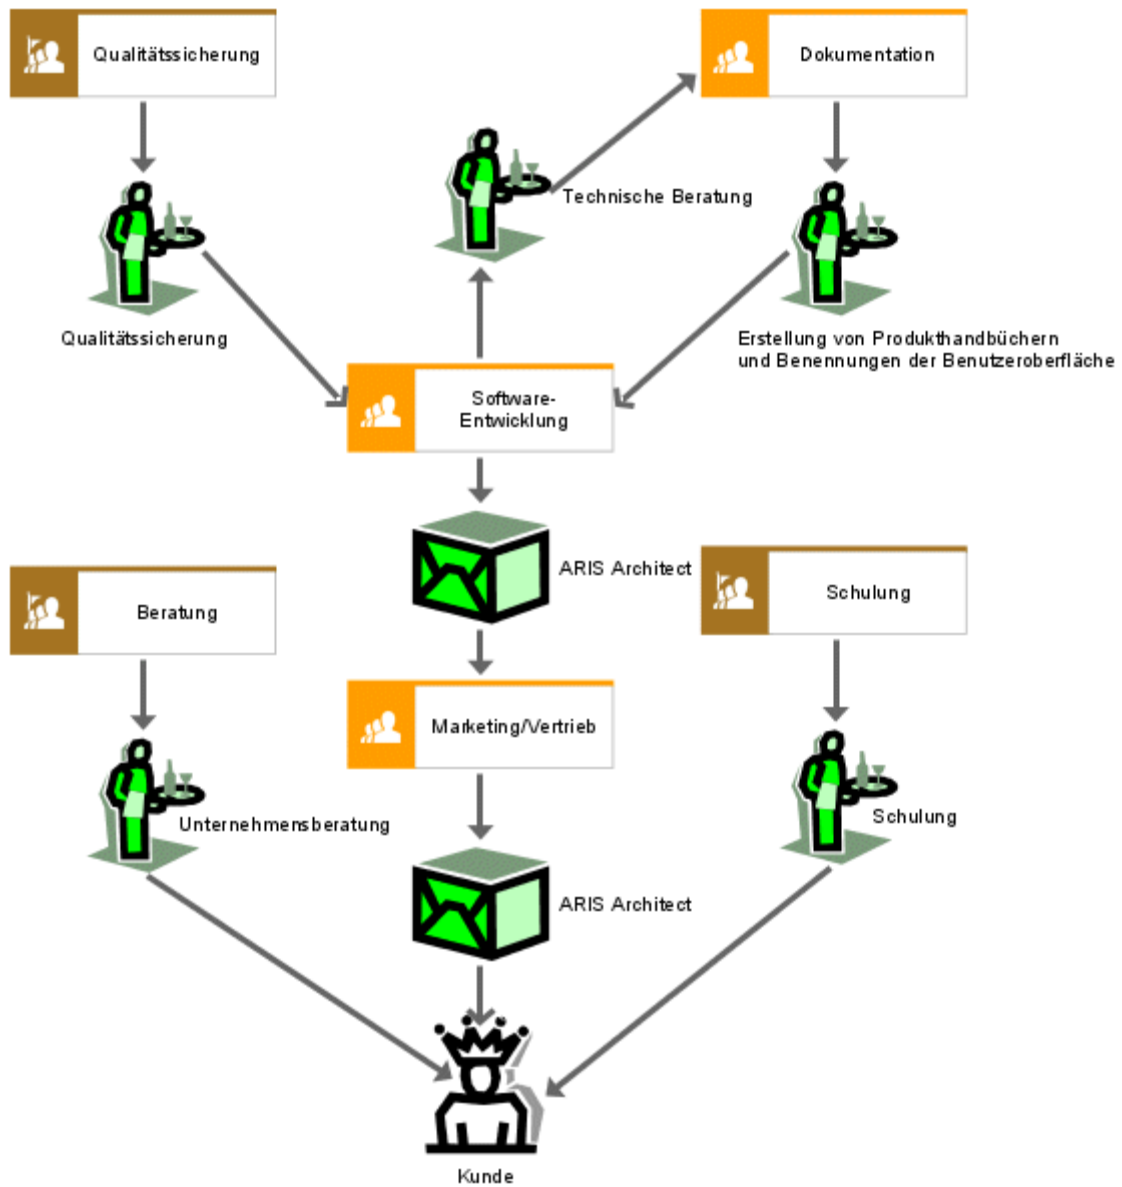 Qualitätssicherung
Dokumentation
Technische Beratung
Qualitätssicherung
Erstellung von Produkthandbüchern
und Benennungen der Benutzeroberfläche
Software-
Entwicklung
ARIS Architect
Beratung
Schulung
Marketing/Vertrieb
Unternehmensberatung
Schulung
ARIS Architect
Kunde